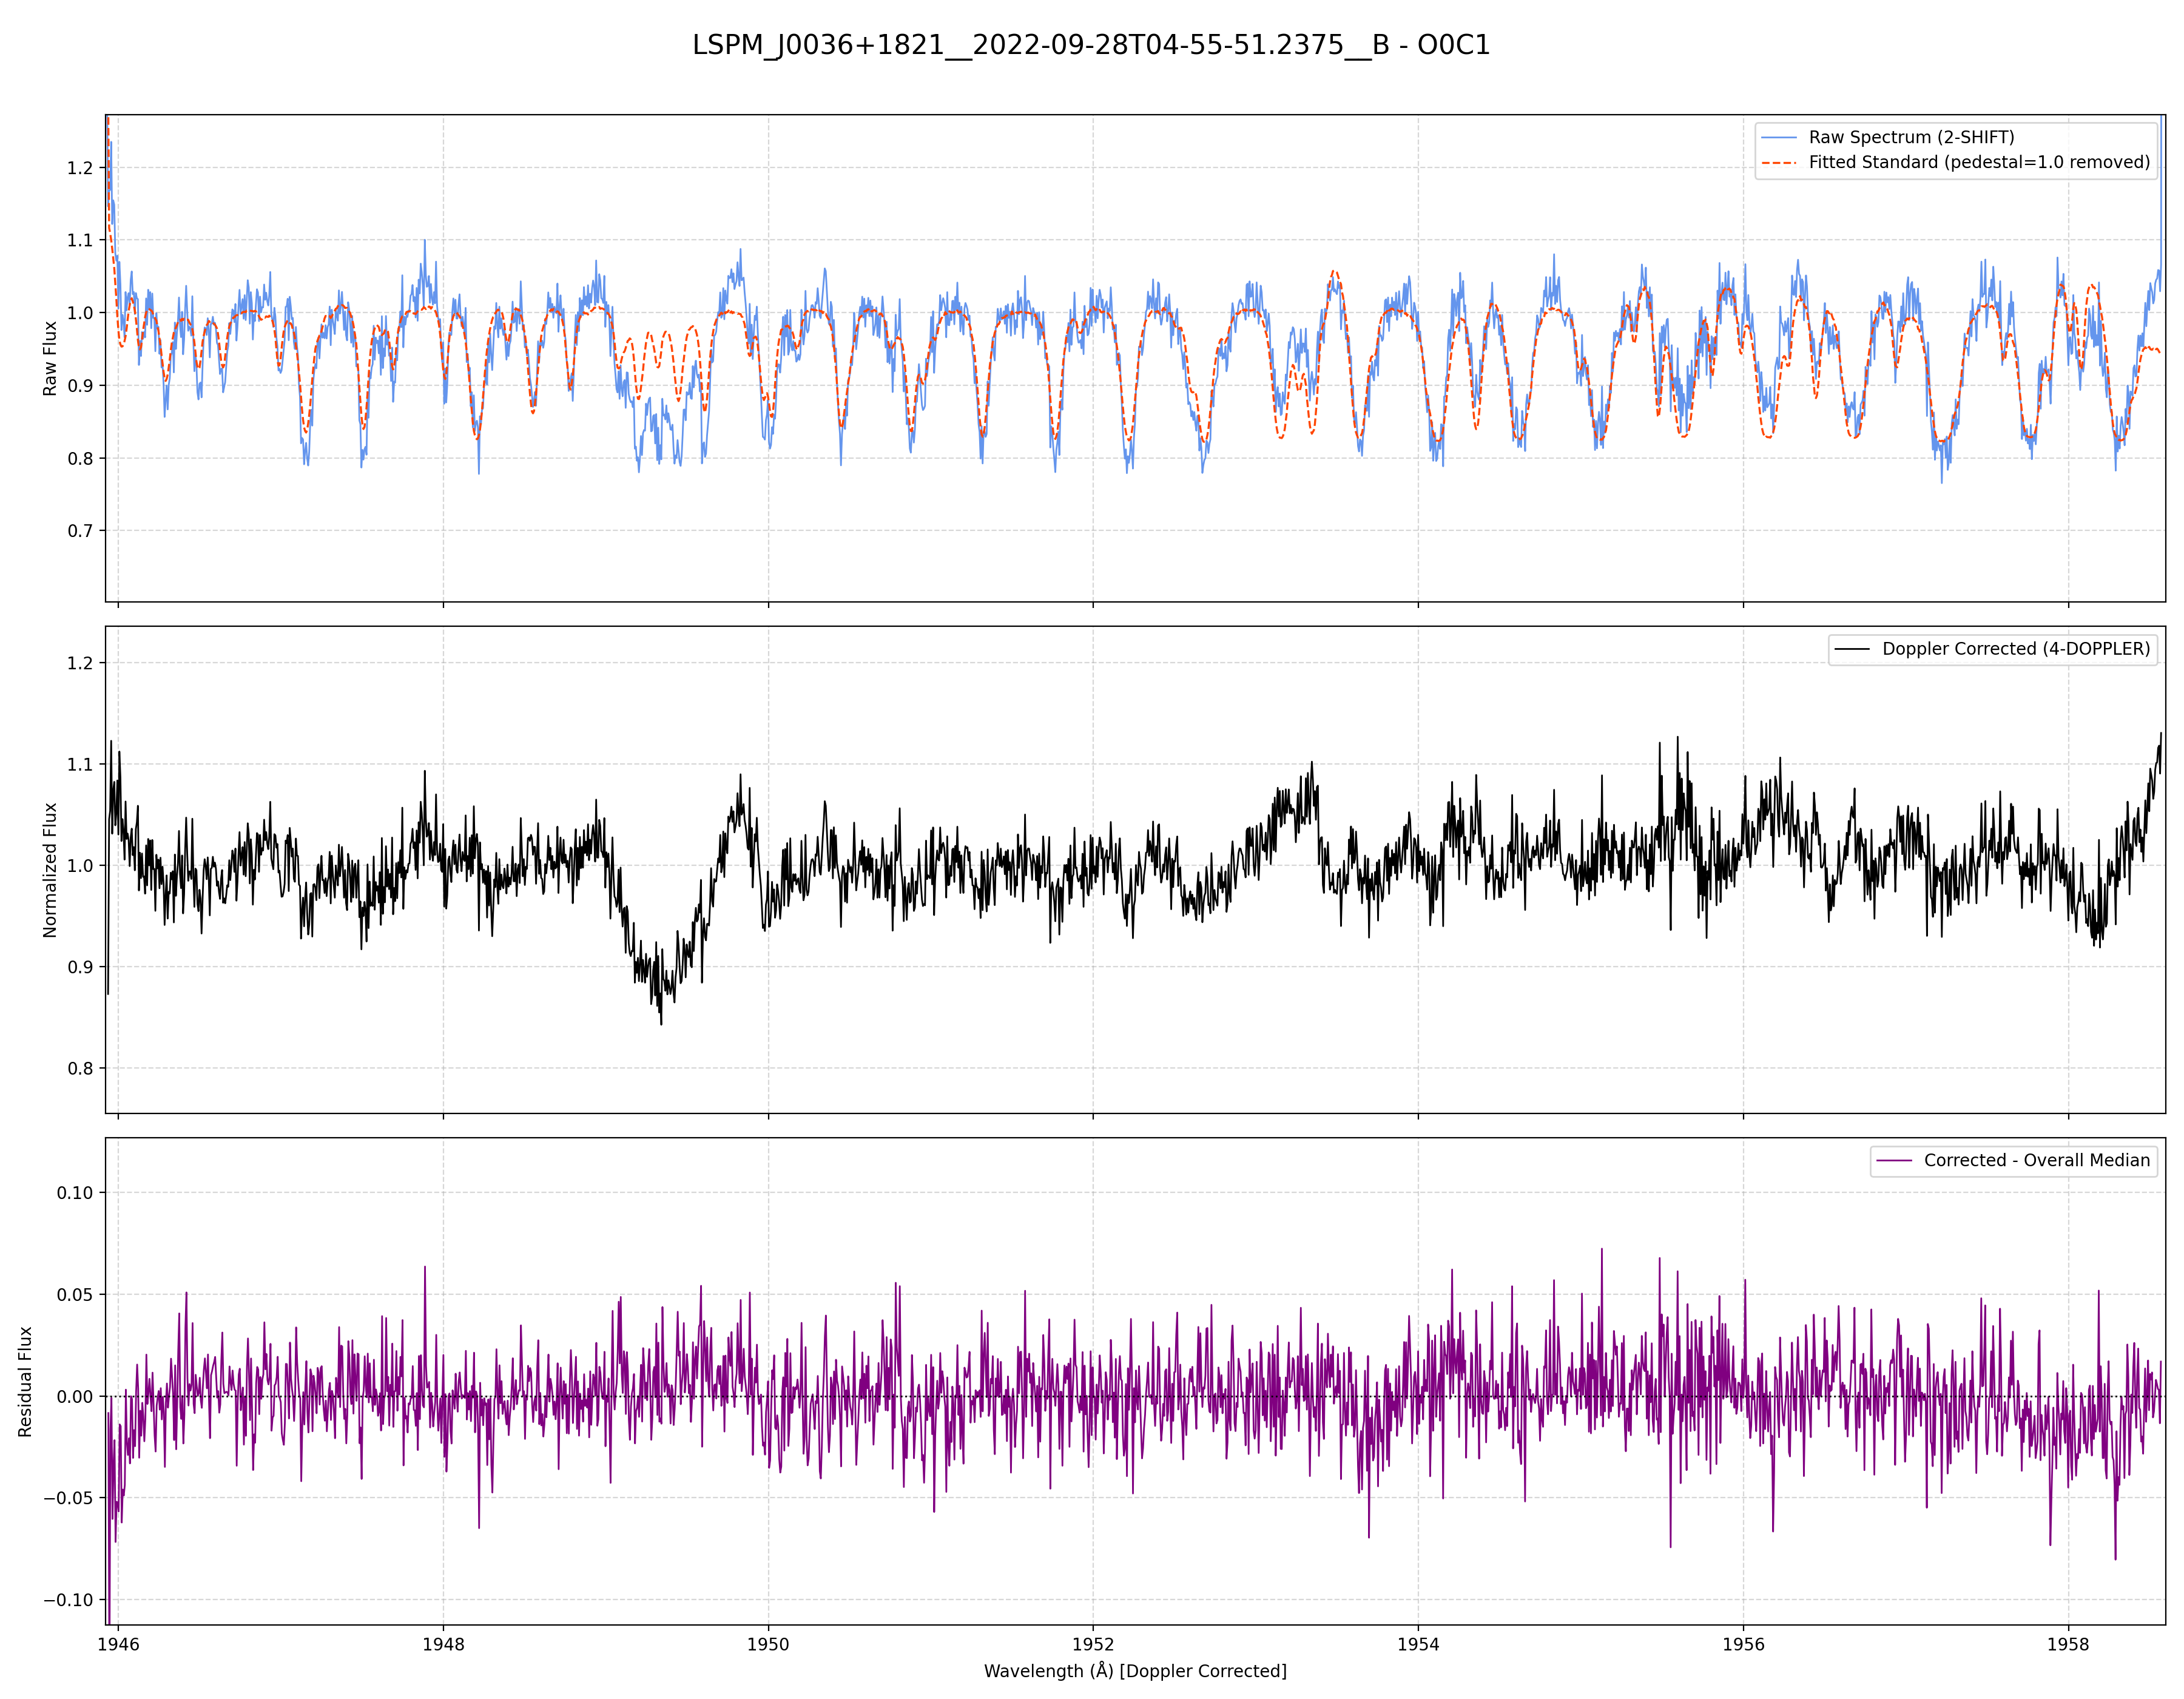 LSPM_J0036+1821__2022-09-28T04-55-51.2375__B - O0C1
Raw Flux
1.2
1.1
1.0
0.9
0.8
0.7
Raw Spectrum (2-SHIFT)
Fitted Standard (pedestal=1.0 removed)
Normalized Flux
1.2
1.1
1.0
0.9
0.8
Doppler Corrected (4-DOPPLER)
Residual Flux
0.10
0.05
0.00
−0.05
−0.10
Corrected - Overall Median
1946 1948 1950 1952 1954 1956 1958
Wavelength (Å) [Doppler Corrected]